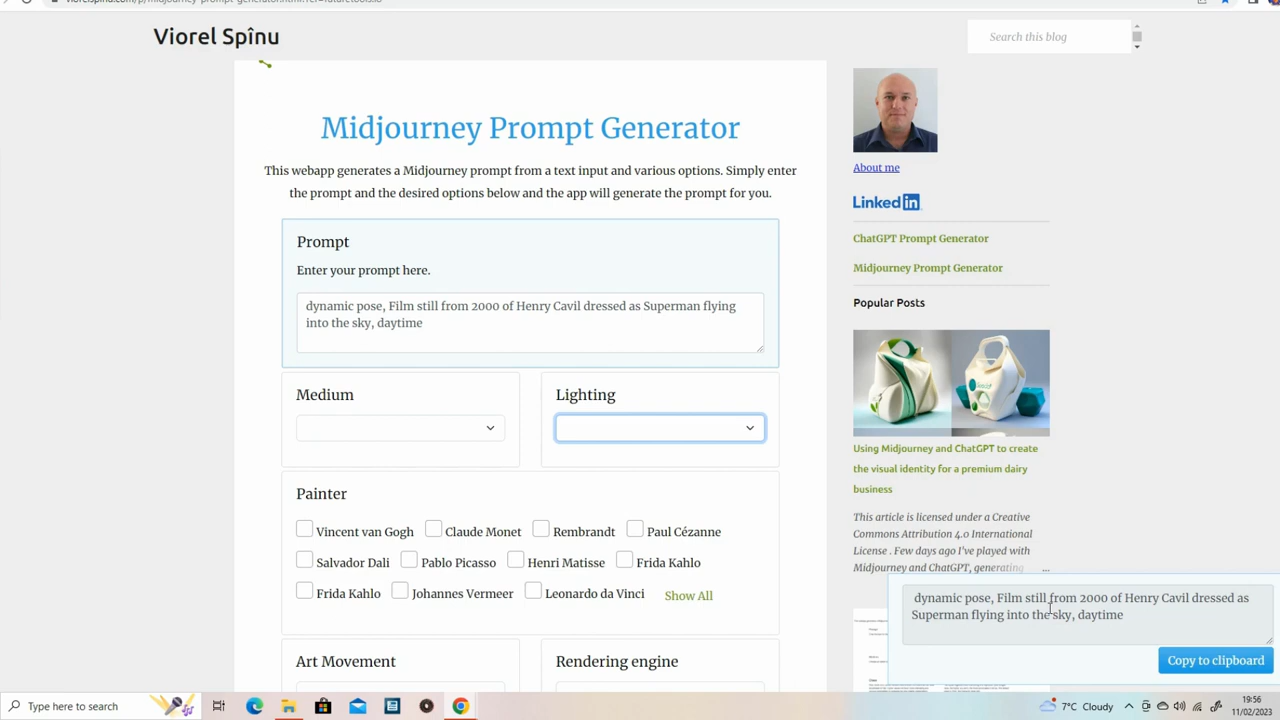 Viorel Spînu
Search this blog
Midjourney Prompt Generator
This webapp generates a Midjourney prompt from a text input and various options. Simply enter
the prompt and the desired options below and the app will generate the prompt for you.
Prompt
Enter your prompt here.
dynamic pose, Film still from 2000 of Henry Cavil dressed as Superman flying
into the sky, daytime
Medium
Lighting
Painter
Vincent van Gogh
Claude Monet
Rembrandt
Paul Cézanne
Salvador Dali
Pablo Picasso
Henri Matisse
Frida Kahlo
Frida Kahlo
Johannes Vermeer
Leonardo da Vinci
Show All
Art Movement
Rendering engine
About me
Linked in
ChatGPT Prompt Generator
Midjourney Prompt Generator
Popular Posts
Using Midjourney and ChatGPT to create
the visual identity for a premium dairy
business
This article is licensed under a Creative
Commons Attribution 4.0 International
License . Few days ago I've played with
Midjourney and ChatGPT, generating ...
dynamic pose, Film still from 2000 of Henry Cavil dressed as
Superman flying into the sky, daytime
Copy to clipboard
Type here to search
7°C Cloudy
19:56
11/02/2023